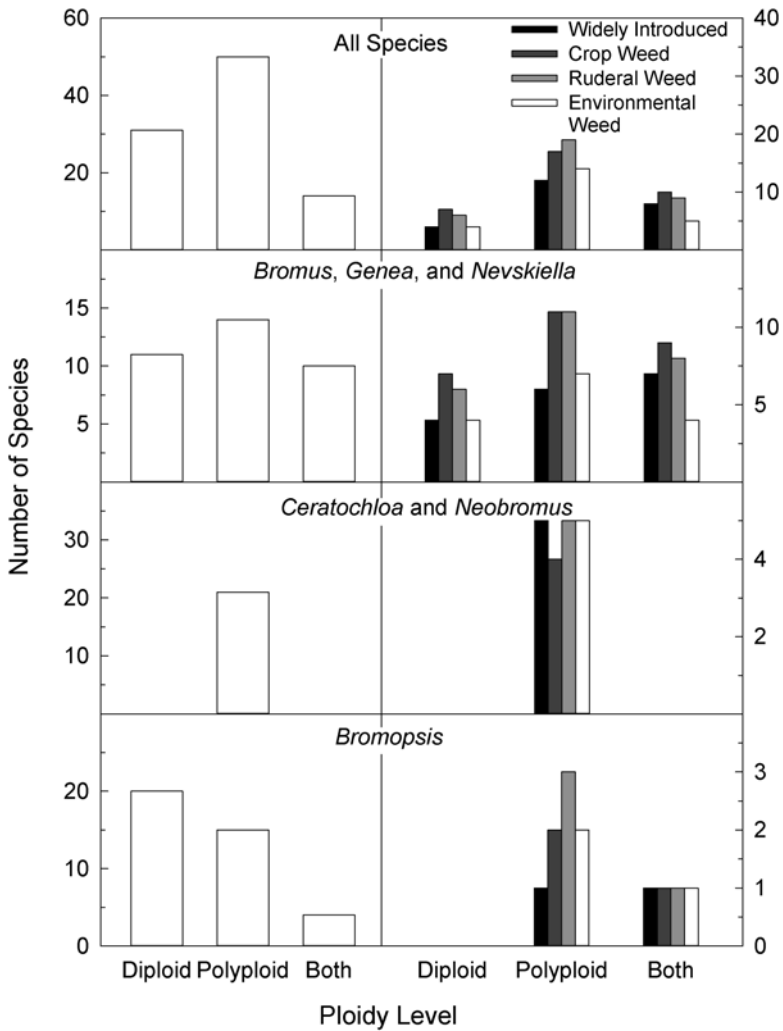 60
50
40
20
All Species
Widely Introduced
Crop Weed
Ruderal Weed
Environmental
Weed
40
30
20
10
Bromus, Genea, and Nevskiella
15
10
5
10
5
Ceratochloa and Neobromus
30
20
10
4
2
Bromopsis
20
10
0
3
2
1
0
Diploid Polyploid Both
Diploid Polyploid Both
Number of Species
Ploidy Level